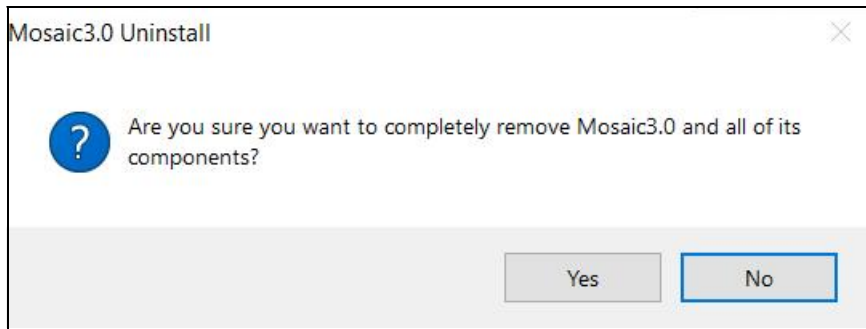 Mosaic3.0 Uninstall
?
Are you sure you want to completely remove Mosaic3.0 and all of its
components?
Yes
No